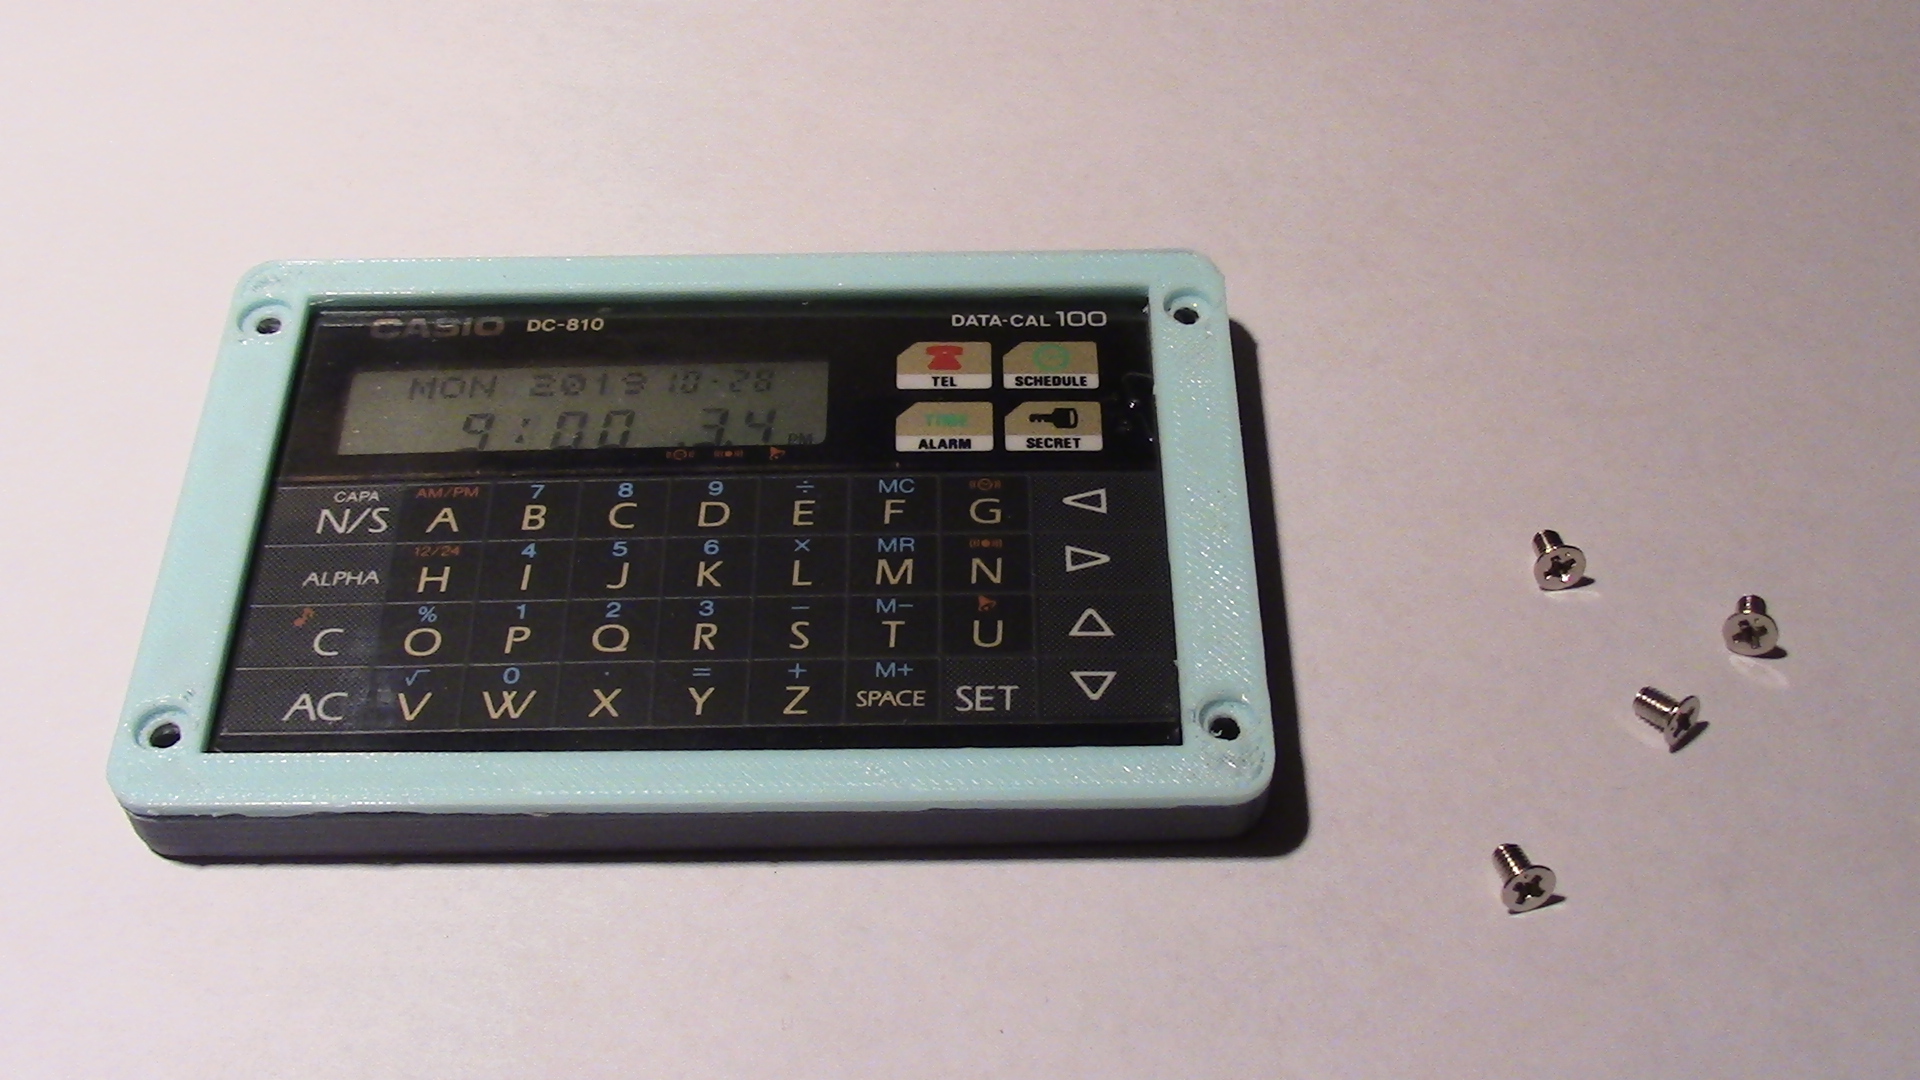 CASIO DC-810 DATA-CAL 100
MON 2019 10-28
9:00 34 PM
TEL SCHEDULE
ALARM SECRET
CAPA AM/PM 7 8 9 ÷ MC
N/S A B C D E F G
12/24 4 5 6 × MR
ALPHA H I J K L M N
% 1 2 3 − M−
C O P Q R S T U
√ 0 · = + M+
AC V W X Y Z SPACE SET